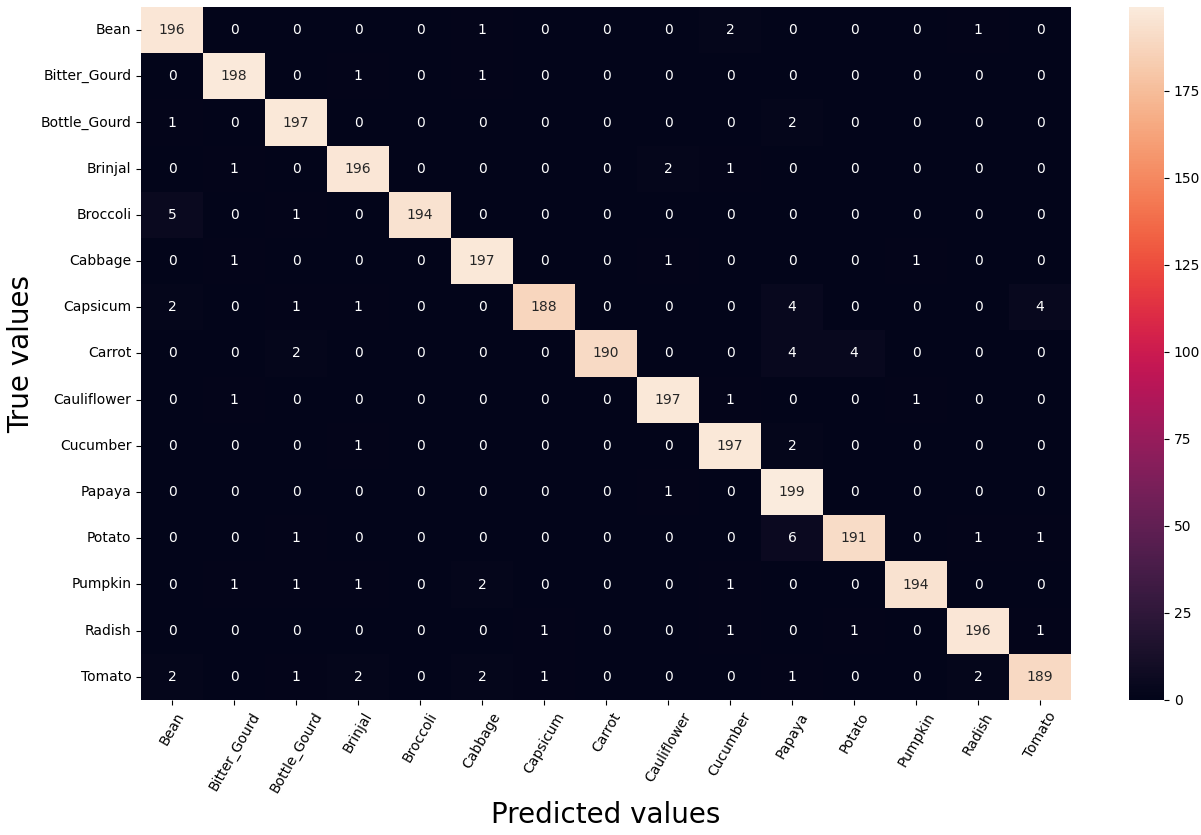 Bean 196 0 0 0 0 1 0 0 0 2 0 0 0 1 0
Bitter_Gourd 0 198 0 1 0 1 0 0 0 0 0 0 0 0 0
Bottle_Gourd 1 0 197 0 0 0 0 0 0 0 2 0 0 0 0
Brinjal 0 1 0 196 0 0 0 0 2 1 0 0 0 0 0
Broccoli 5 0 1 0 194 0 0 0 0 0 0 0 0 0 0
Cabbage 0 1 0 0 0 197 0 0 1 0 0 0 1 0 0
Capsicum 2 0 1 1 0 0 188 0 0 0 4 0 0 0 4
Carrot 0 0 2 0 0 0 0 190 0 0 4 4 0 0 0
Cauliflower 0 1 0 0 0 0 0 0 197 1 0 0 1 0 0
Cucumber 0 0 0 1 0 0 0 0 0 197 2 0 0 0 0
Papaya 0 0 0 0 0 0 0 0 1 0 199 0 0 0 0
Potato 0 0 1 0 0 0 0 0 0 0 6 191 0 1 1
Pumpkin 0 1 1 1 0 2 0 0 0 1 0 0 194 0 0
Radish 0 0 0 0 0 0 1 0 0 1 0 1 0 196 1
Tomato 2 0 1 2 0 2 1 0 0 0 1 0 0 2 189
Bean Bitter_Gourd Bottle_Gourd Brinjal Broccoli Cabbage Capsicum Carrot Cauliflower Cucumber Papaya Potato Pumpkin Radish Tomato
Predicted values
True values
175
150
125
100
75
50
25
0